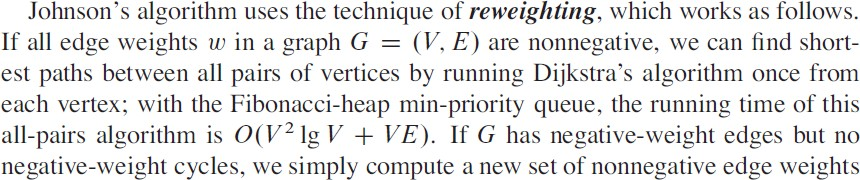 Johnson’s algorithm uses the technique of reweighting, which works as follows.
If all edge weights w in a graph G = (V, E) are nonnegative, we can find short-
est paths between all pairs of vertices by running Dijkstra’s algorithm once from
each vertex; with the Fibonacci-heap min-priority queue, the running time of this
all-pairs algorithm is O(V² lg V + VE). If G has negative-weight edges but no
negative-weight cycles, we simply compute a new set of nonnegative edge weights